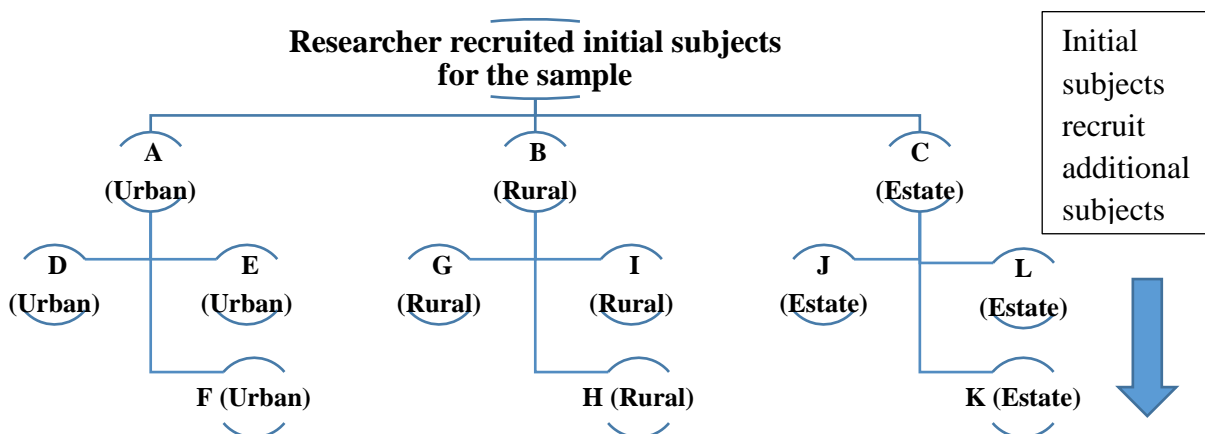 Researcher recruited initial subjects
for the sample
Initial
subjects
recruit
additional
subjects
A
(Urban)
B
(Rural)
C
(Estate)
D
(Urban)
E
(Urban)
G
(Rural)
I
(Rural)
J
(Estate)
L
(Estate)
F (Urban)
H (Rural)
K (Estate)